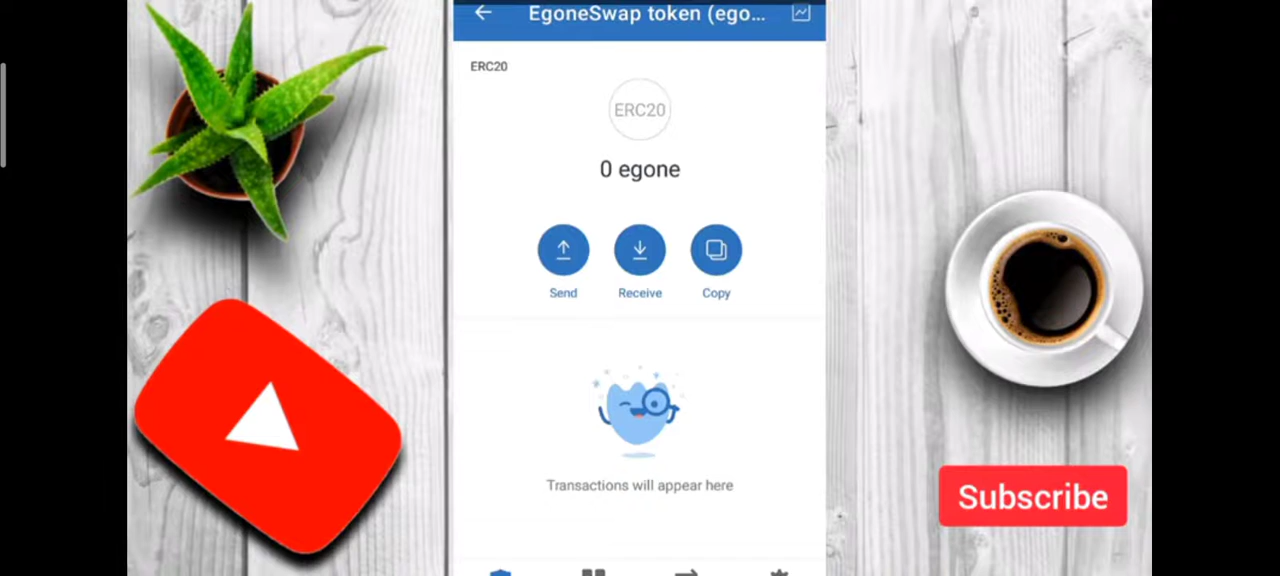 EgoneSwap token (ego...
ERC20
ERC20
0 egone
Send
Receive
Copy
Transactions will appear here
Subscribe